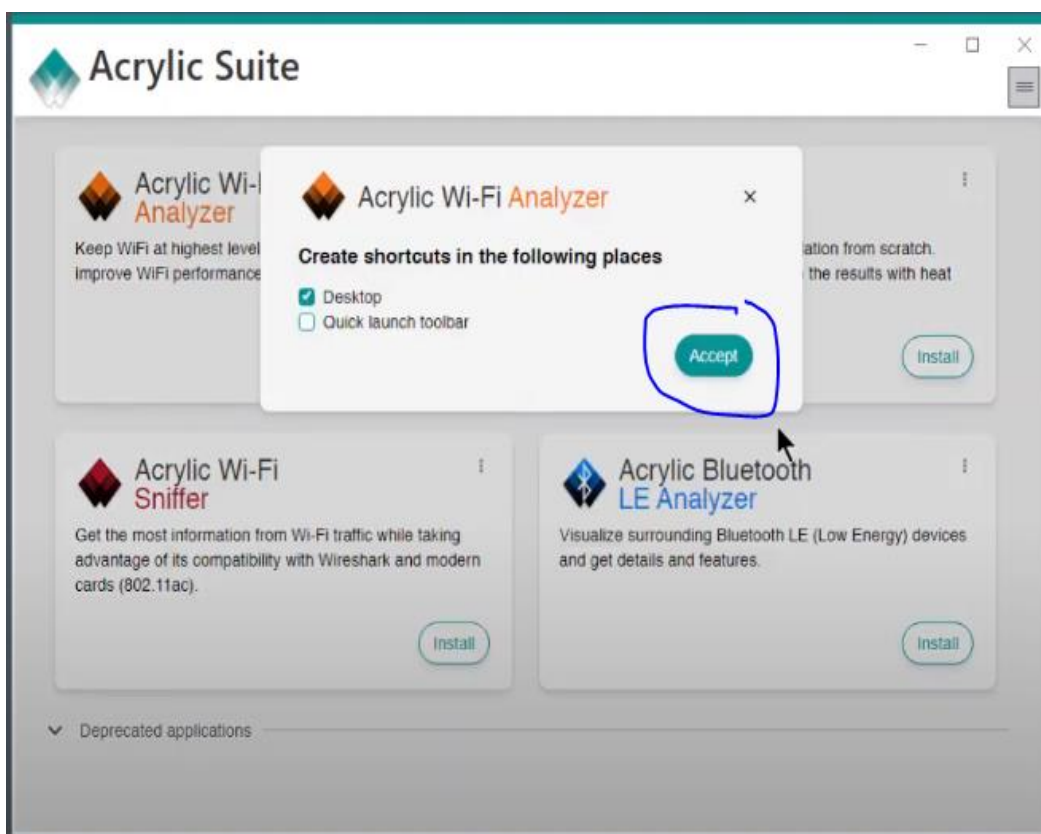 Acrylic Suite
Acrylic Wi-
Analyzer
Keep WiFi at highest level
improve WiFi performance
Acrylic Wi-Fi Analyzer
Create shortcuts in the following places
Desktop
Quick launch toolbar
Accept
ation from scratch.
the results with heat
Install
Acrylic Wi-Fi
Sniffer
Get the most information from Wi-Fi traffic while taking
advantage of its compatibility with Wireshark and modern
cards (802.11ac).
Install
Acrylic Bluetooth
LE Analyzer
Visualize surrounding Bluetooth LE (Low Energy) devices
and get details and features.
Install
Deprecated applications